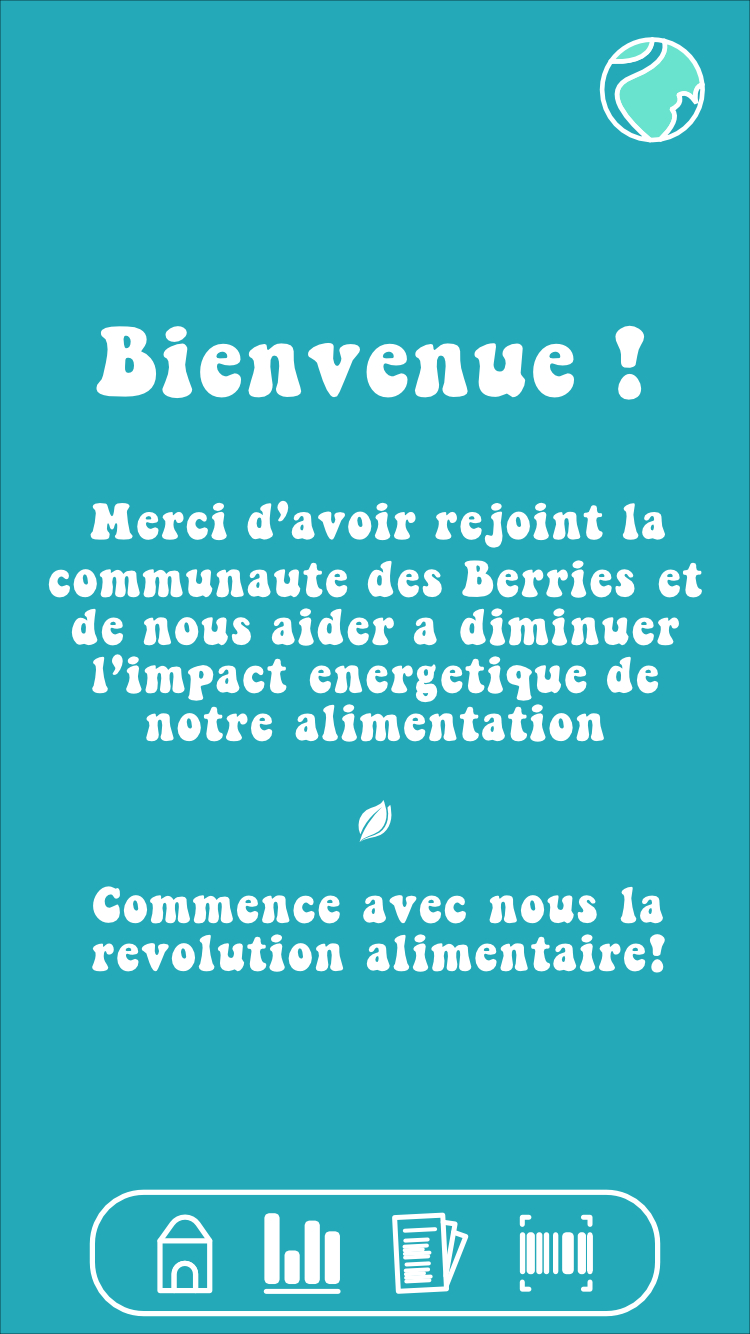 Bienvenue !
Merci d'avoir rejoint la
communaute des Berries et
de nous aider a diminuer
l'impact energetique de
notre alimentation
Commence avec nous la
revolution alimentaire!